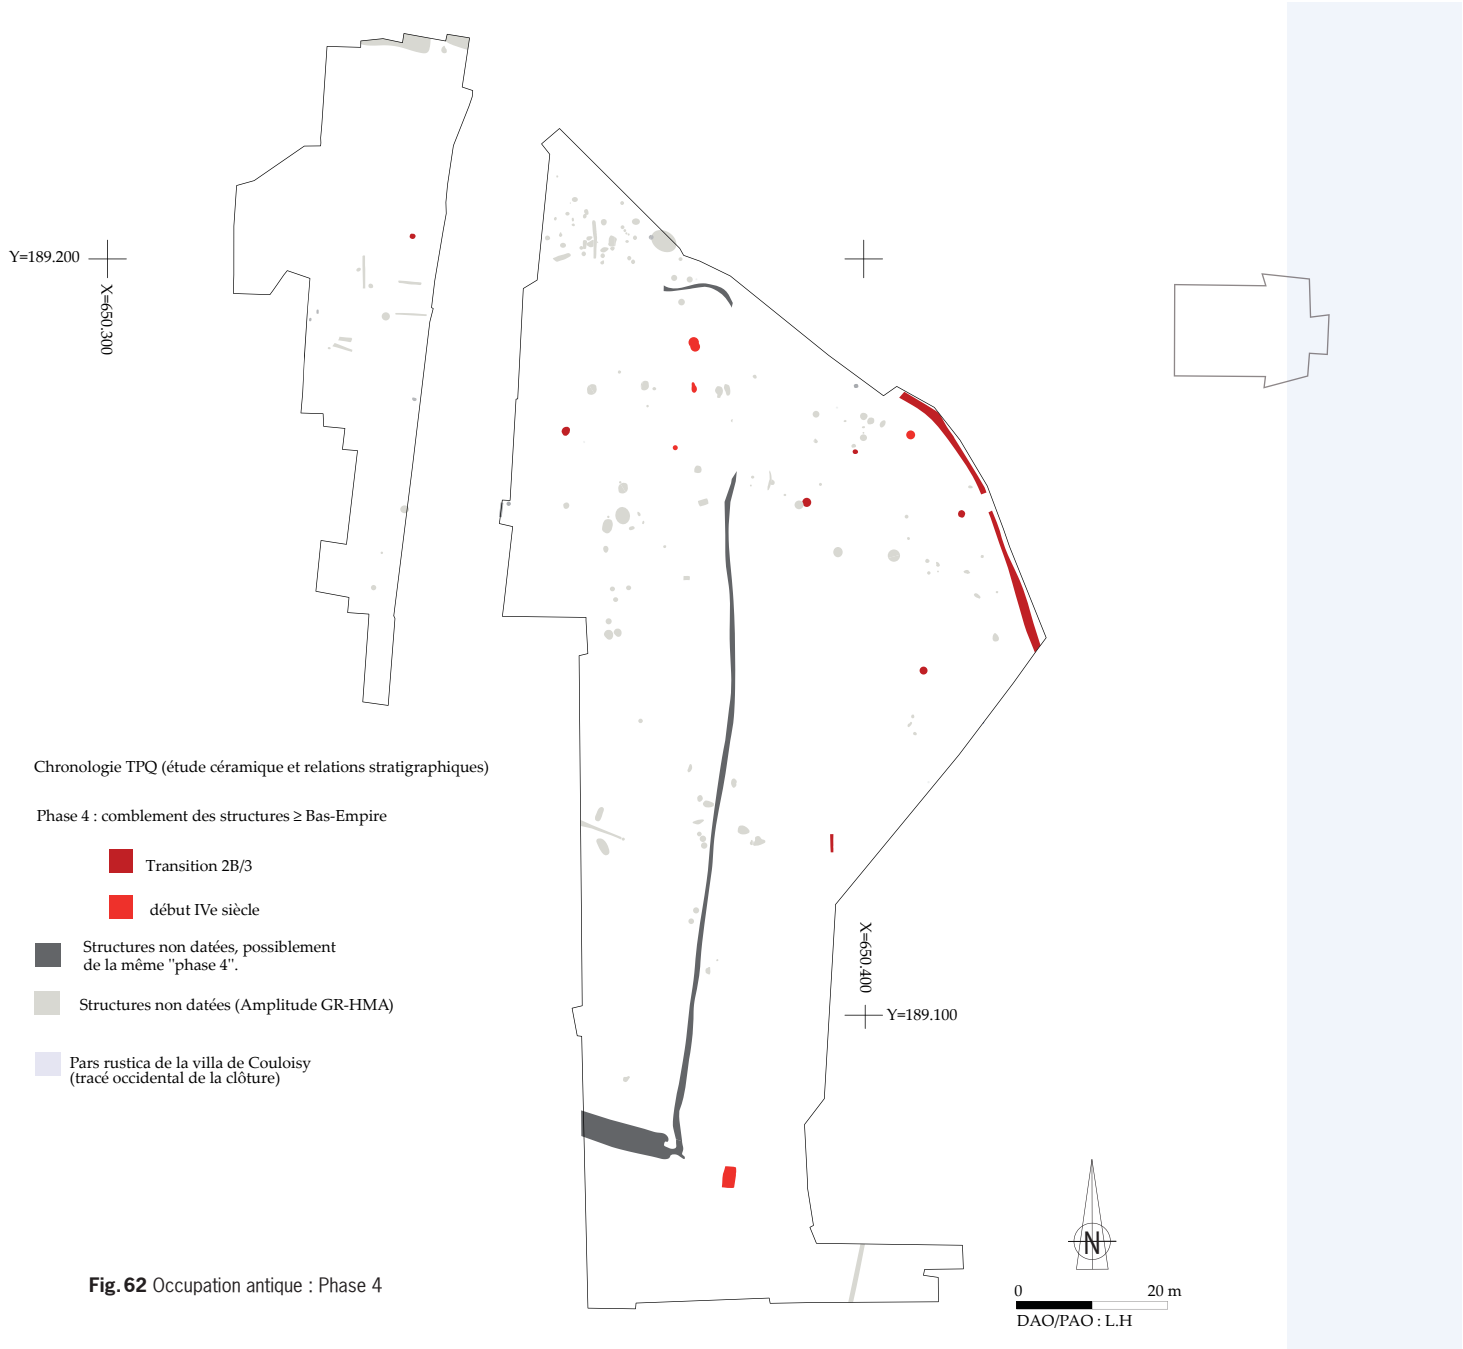 Y=189.200
X=650.300
Chronologie TPQ (étude céramique et relations stratigraphiques)
Phase 4 : comblement des structures ≥ Bas-Empire
Transition 2B/3
début IVe siècle
Structures non datées, possiblement
de la même "phase 4".
Structures non datées (Amplitude GR-HMA)
Pars rustica de la villa de Couloisy
(tracé occidental de la clôture)
X=650.400
Y=189.100
N
0 20 m
DAO/PAO : L.H
Fig. 62 Occupation antique : Phase 4